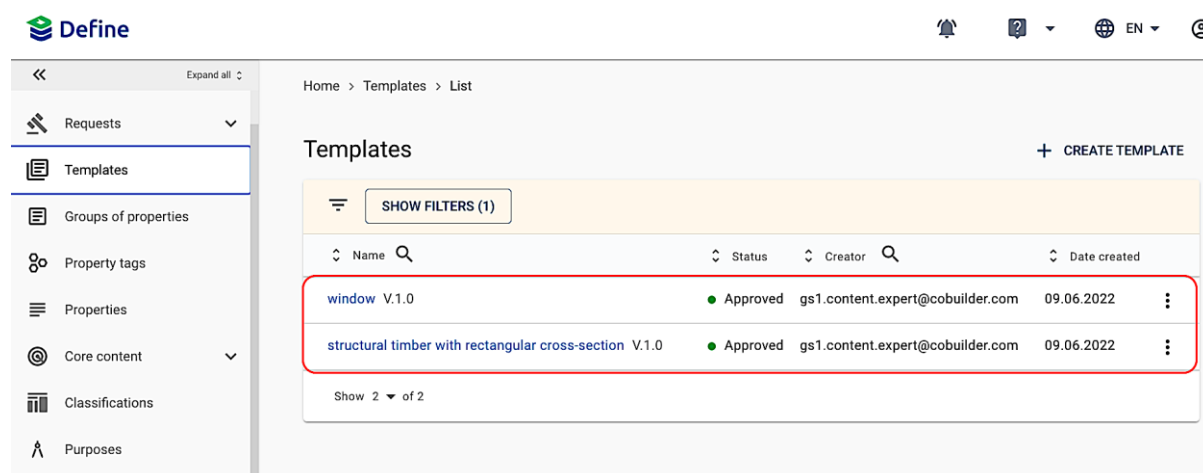 Define
EN
Expand all
Requests
Templates
Groups of properties
Property tags
Properties
Core content
Classifications
Purposes
Home > Templates > List
Templates
+ CREATE TEMPLATE
SHOW FILTERS (1)
Name Status Creator Date created
window V.1.0 Approved gs1.content.expert@cobuilder.com 09.06.2022
structural timber with rectangular cross-section V.1.0 Approved gs1.content.expert@cobuilder.com 09.06.2022
Show 2 of 2